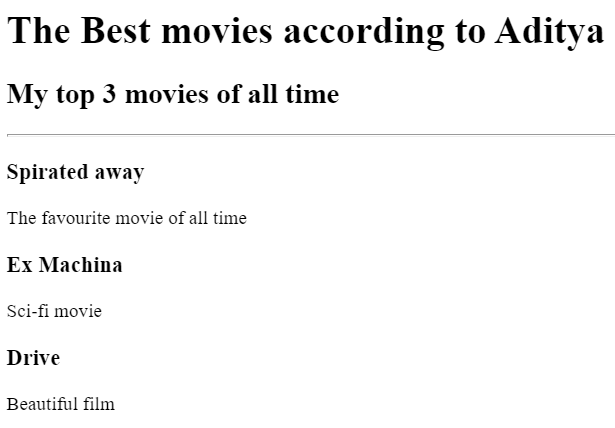 The Best movies according to Aditya
My top 3 movies of all time
Spirated away
The favourite movie of all time
Ex Machina
Sci-fi movie
Drive
Beautiful film